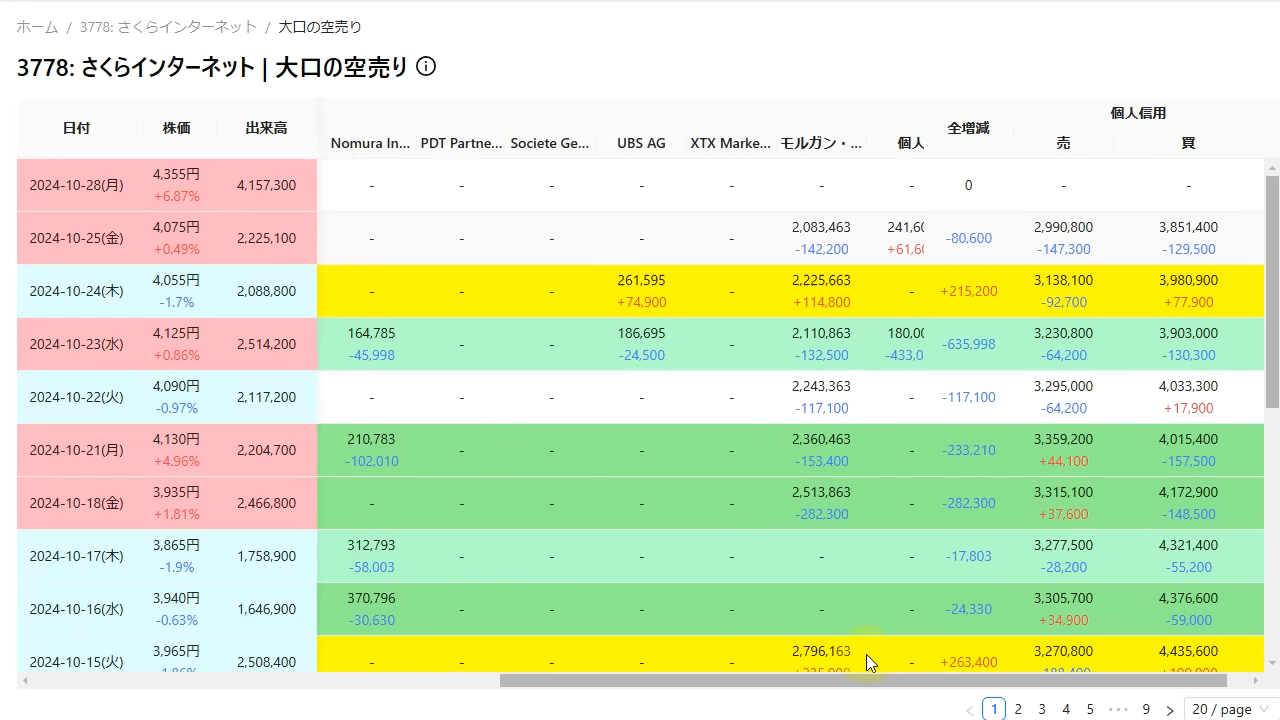 ホーム / 3778: さくらインターネット / 大口の空売り
3778: さくらインターネット | 大口の空売り
日付 株価 出来高 Nomura In... PDT Partne... Societe Ge... UBS AG XTX Marke... モルガン・... 個人 全増減 個人信用
売 買
2024-10-28(月) 4,355円 +6.87% 4,157,300 - - - - - - - 0 - -
2024-10-25(金) 4,075円 +0.49% 2,225,100 - - - - - 2,083,463 -142,200 241,60 +61,60 -80,600 2,990,800 -147,300 3,851,400 -129,500
2024-10-24(木) 4,055円 -1.7% 2,088,800 - - - 261,595 +74,900 - 2,225,663 +114,800 - +215,200 3,138,100 -92,700 3,980,900 +77,900
2024-10-23(水) 4,125円 +0.86% 2,514,200 164,785 -45,998 - - 186,695 -24,500 - 2,110,863 -132,500 180,00 -433,0 -635,998 3,230,800 -64,200 3,903,000 -130,300
2024-10-22(火) 4,090円 -0.97% 2,117,200 - - - - - 2,243,363 -117,100 - -117,100 3,295,000 -64,200 4,033,300 +17,900
2024-10-21(月) 4,130円 +4.96% 2,204,700 210,783 -102,010 - - - - 2,360,463 -153,400 - -233,210 3,359,200 +44,100 4,015,400 -157,500
2024-10-18(金) 3,935円 +1.81% 2,466,800 - - - - - 2,513,863 -282,300 - -282,300 3,315,100 +37,600 4,172,900 -148,500
2024-10-17(木) 3,865円 -1.9% 1,758,900 312,793 -58,003 - - - - - - -17,803 3,277,500 -28,200 4,321,400 -55,200
2024-10-16(水) 3,940円 -0.63% 1,646,900 370,796 -30,630 - - - - - - -24,330 3,305,700 +34,900 4,376,600 -59,000
2024-10-15(火) 3,965円 2,508,400 - - - - - 2,796,163 - +263,400 3,270,800 4,435,600
< 1 2 3 4 5 ••• 9 > 20 / page